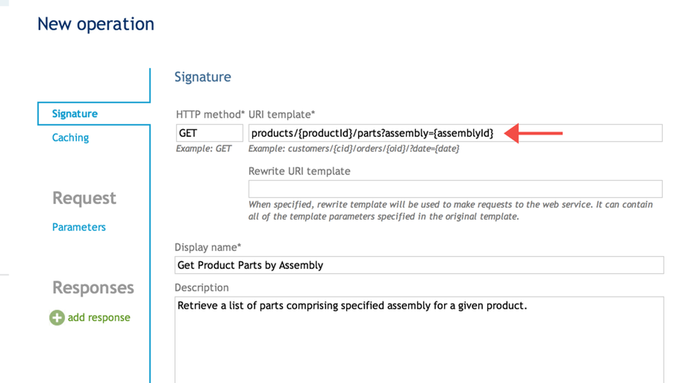 New operation
Signature
Caching
Request
Parameters
Responses
add response
Signature
HTTP method* URI template*
GET products/{productId}/parts?assembly={assemblyId}
Example: GET Example: customers/{cid}/orders/{oid}/?date={date}
Rewrite URI template
When specified, rewrite template will be used to make requests to the web service. It can contain
all of the template parameters specified in the original template.
Display name*
Get Product Parts by Assembly
Description
Retrieve a list of parts comprising specified assembly for a given product.